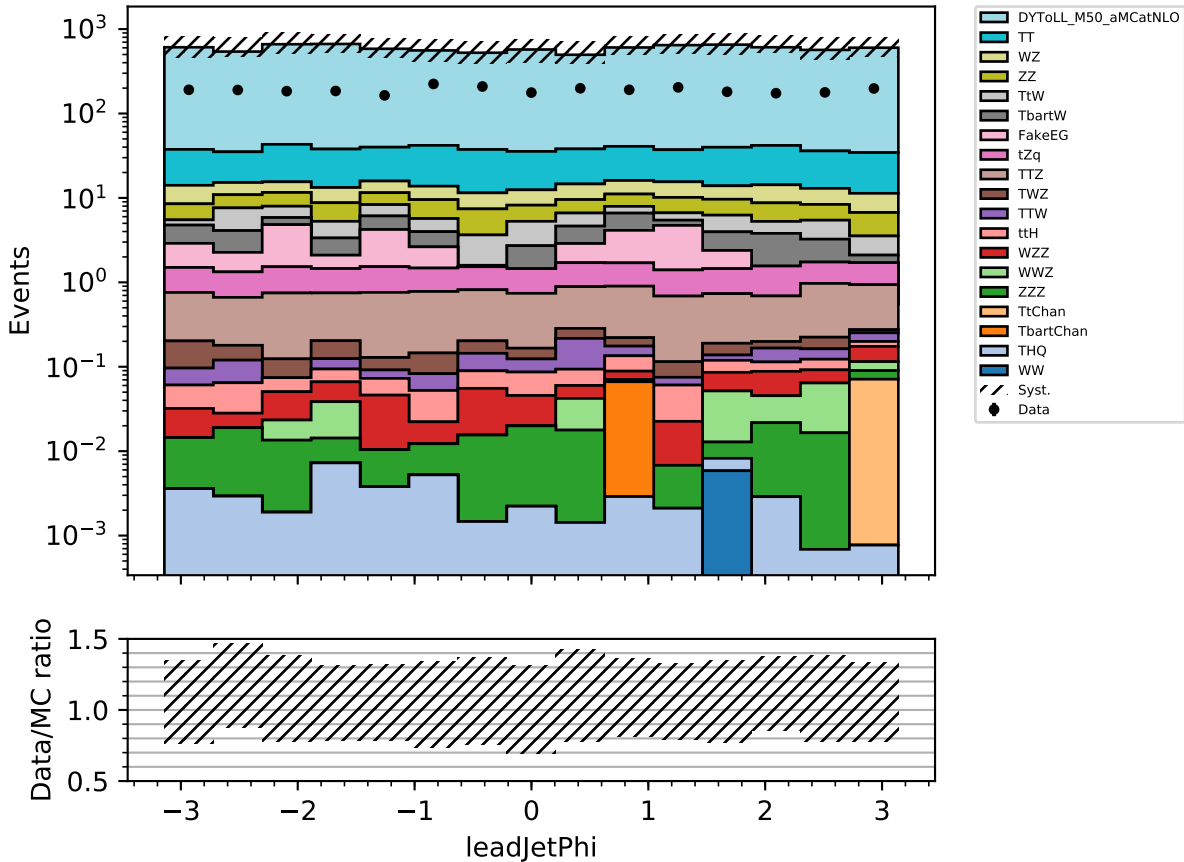 10³
10²
10¹
10⁰
10⁻¹
10⁻²
10⁻³
Events
DYToLL_M50_aMCatNLO
TT
WZ
ZZ
TtW
TbartW
FakeEG
tZq
TTZ
TWZ
TTW
ttH
WZZ
WWZ
ZZZ
TtChan
TbartChan
THQ
WW
Syst.
Data
1.5
1.0
0.5
Data/MC ratio
−3 −2 −1 0 1 2 3
leadJetPhi